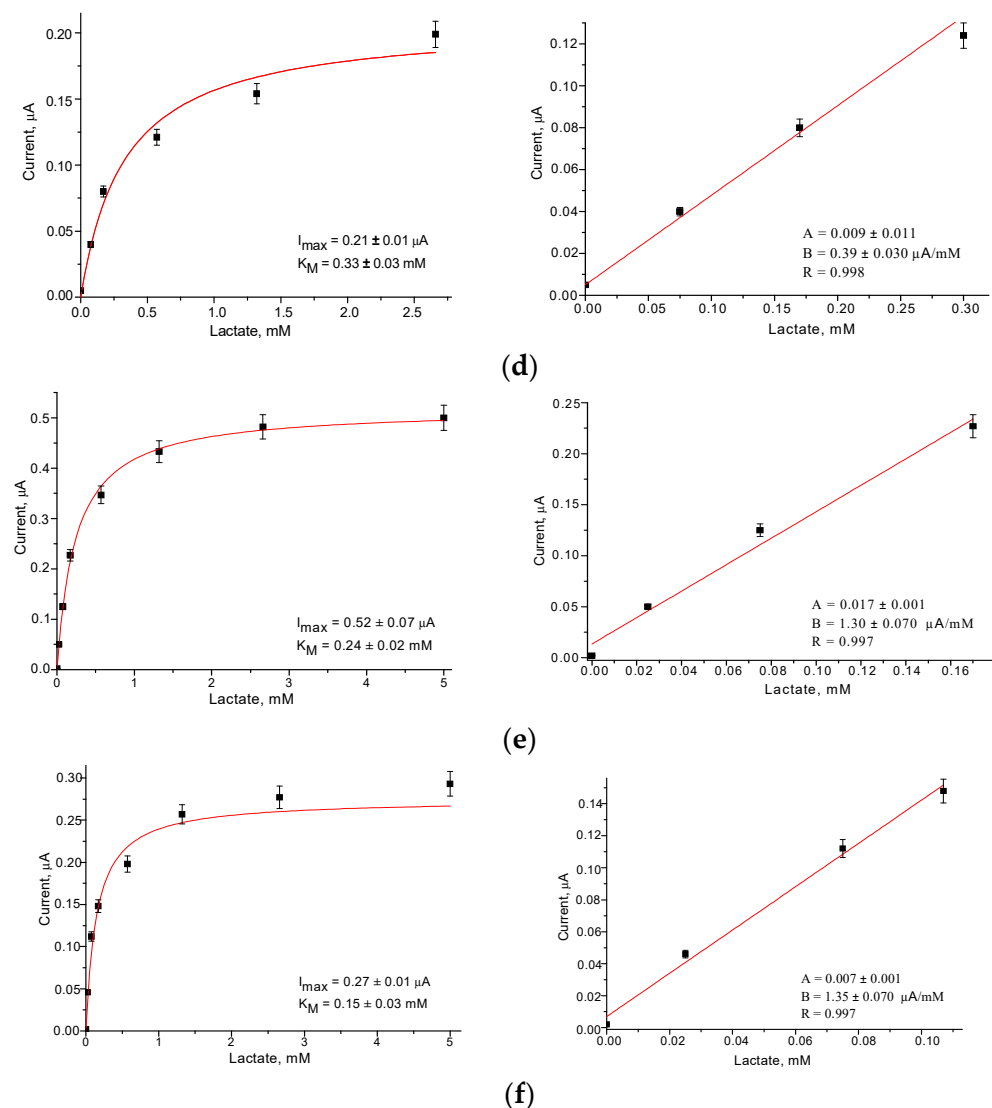 0.20
0.15
0.10
0.05
0.00
Current, µA
0.0 0.5 1.0 1.5 2.0 2.5
Lactate, mM
I max = 0.21 ± 0.01 µA
K M = 0.33 ± 0.03 mM
0.12
0.08
0.04
0.00
Current, µA
0.00 0.05 0.10 0.15 0.20 0.25 0.30
Lactate, mM
A = 0.009 ± 0.011
B = 0.39 ± 0.030 µA/mM
R = 0.998
(d)
0.5
0.4
0.3
0.2
0.1
0.0
Current, µA
0 1 2 3 4 5
Lactate, mM
I max = 0.52 ± 0.07 µA
K M = 0.24 ± 0.02 mM
0.25
0.20
0.15
0.10
0.05
0.00
Current, µA
0.00 0.02 0.04 0.06 0.08 0.10 0.12 0.14 0.16
Lactate, mM
A = 0.017 ± 0.001
B = 1.30 ± 0.070 µA/mM
R = 0.997
(e)
0.30
0.25
0.20
0.15
0.10
0.05
0.00
Current, µA
0 1 2 3 4 5
Lactate, mM
I max = 0.27 ± 0.01 µA
K M = 0.15 ± 0.03 mM
0.14
0.12
0.10
0.08
0.06
0.04
0.02
0.00
Current, µA
0.00 0.02 0.04 0.06 0.08 0.10
Lactate, mM
A = 0.007 ± 0.001
B = 1.35 ± 0.070 µA/mM
R = 0.997
(f)